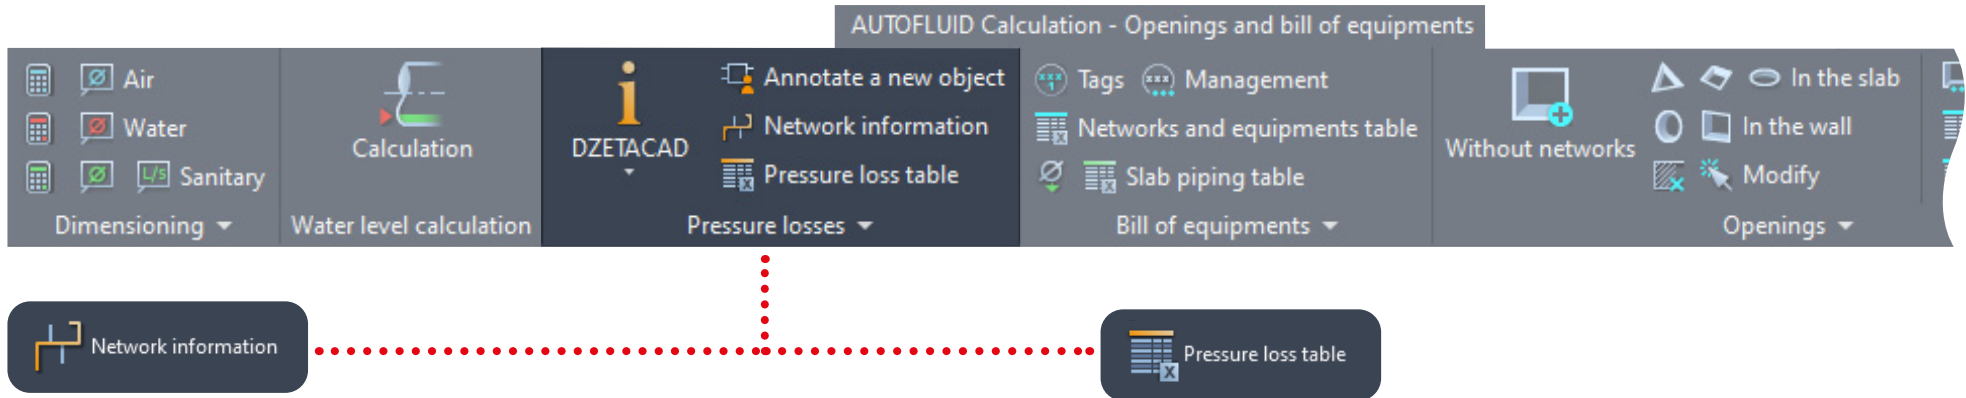 AUTOFLUID Calculation - Openings and bill of equipments
Air
Water
L/s Sanitary
Dimensioning
Calculation
Water level calculation
DZETACAD
Annotate a new object
Network information
Pressure loss table
Pressure losses
Tags
Management
Networks and equipments table
Slab piping table
Bill of equipments
Without networks
In the slab
In the wall
Modify
Openings
Network information
Pressure loss table